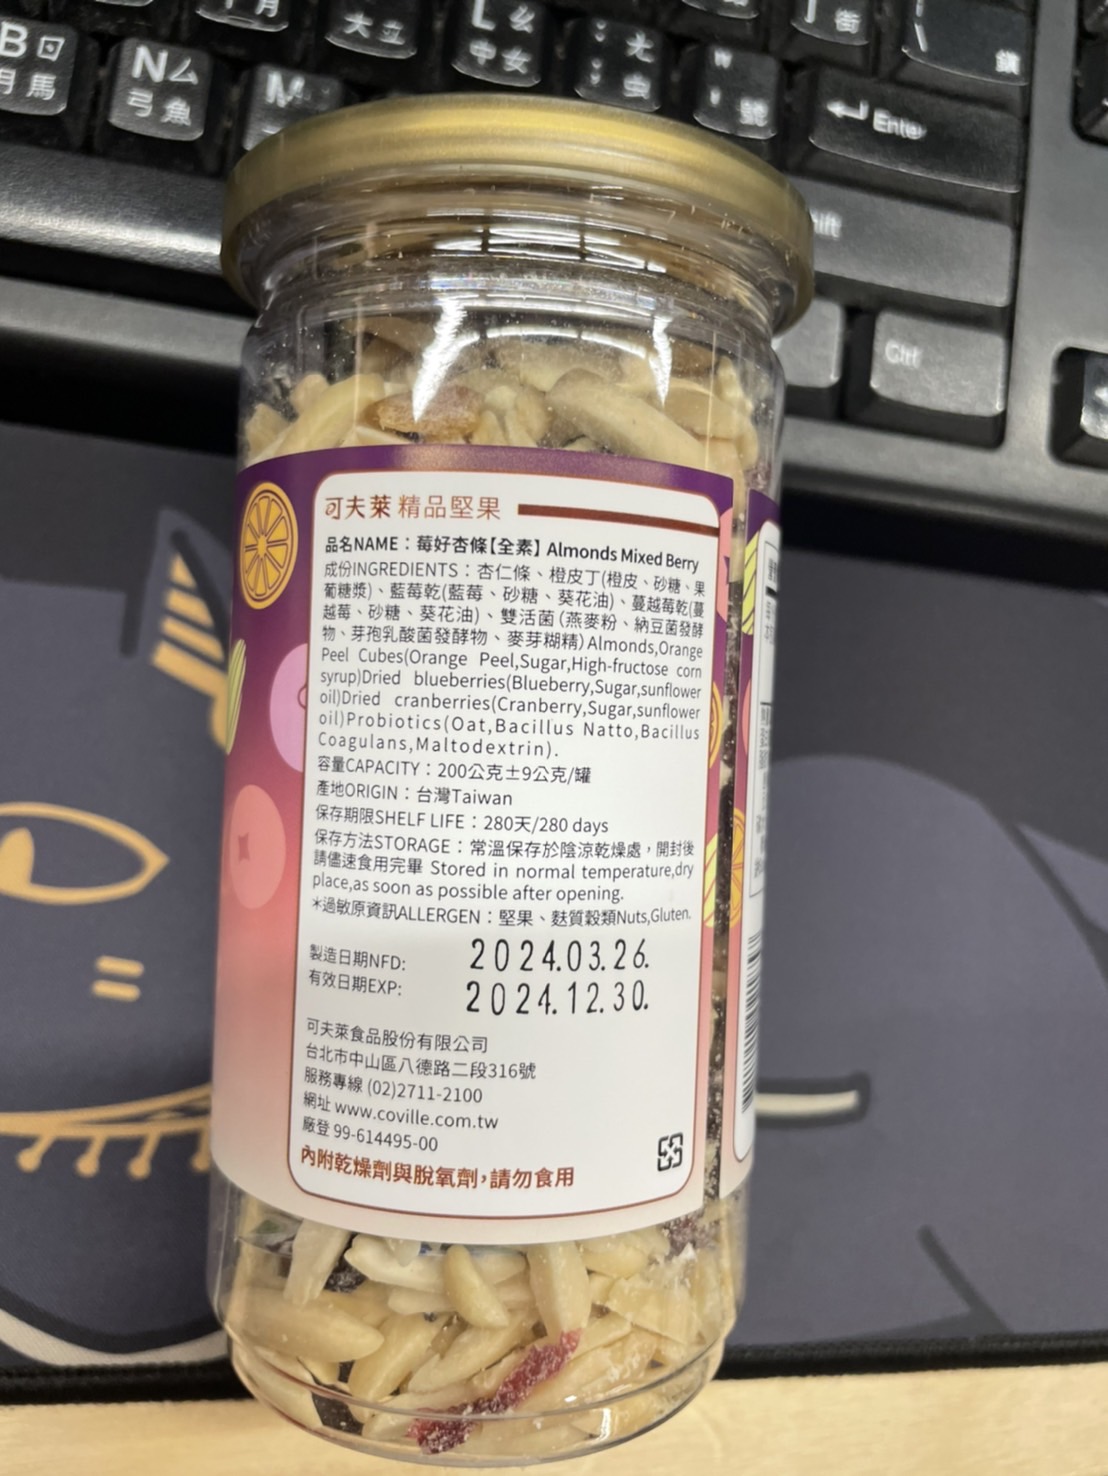 B 日
月 馬
N ㄙ
弓 魚
M
大 立
L ㄠ
中 女
ㄤ
虫
號
街
Enter
Ctrl
可夫萊 精品堅果
品名NAME：莓好杏條【全素】Almonds Mixed Berry
成份INGREDIENTS：杏仁條、橙皮丁(橙皮、砂糖、果
葡糖漿)、藍莓乾(藍莓、砂糖、葵花油)、蔓越莓乾(蔓
越莓、砂糖、葵花油)、雙活菌(燕麥粉、納豆菌發酵
物、芽孢乳酸菌發酵物、麥芽糊精)Almonds,Orange
Peel Cubes(Orange Peel,Sugar,High-fructose corn
syrup)Dried blueberries(Blueberry,Sugar,sunflower
oil)Dried cranberries(Cranberry,Sugar,sunflower
oil)Probiotics(Oat,Bacillus Natto,Bacillus
Coagulans,Maltodextrin).
容量CAPACITY：200公克±9公克/罐
產地ORIGIN：台灣Taiwan
保存期限SHELF LIFE：280天/280 days
保存方法STORAGE：常溫保存於陰涼乾燥處，開封後
請儘速食用完畢 Stored in normal temperature,dry
place,as soon as possible after opening.
*過敏原資訊ALLERGEN：堅果、麩質穀類Nuts,Gluten.
製造日期NFD: 2024.03.26.
有效日期EXP: 2024.12.30.
可夫萊食品股份有限公司
台北市中山區八德路二段316號
服務專線 (02)2711-2100
網址 www.coville.com.tw
廠登 99-614495-00
內附乾燥劑與脫氧劑，請勿食用